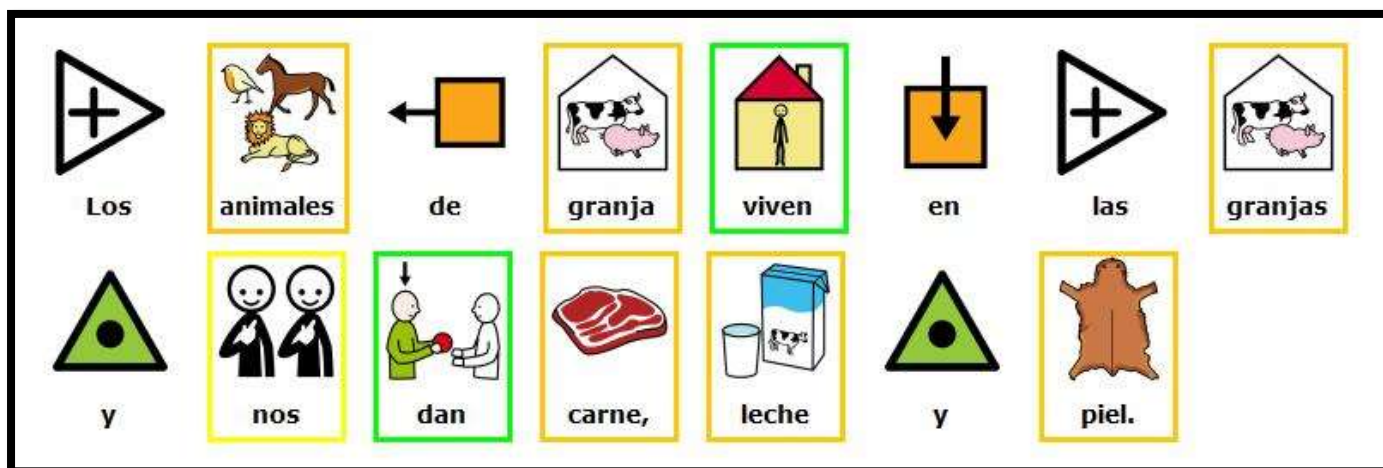 Los animales de granja viven en las granjas
y nos dan carne, leche y piel.